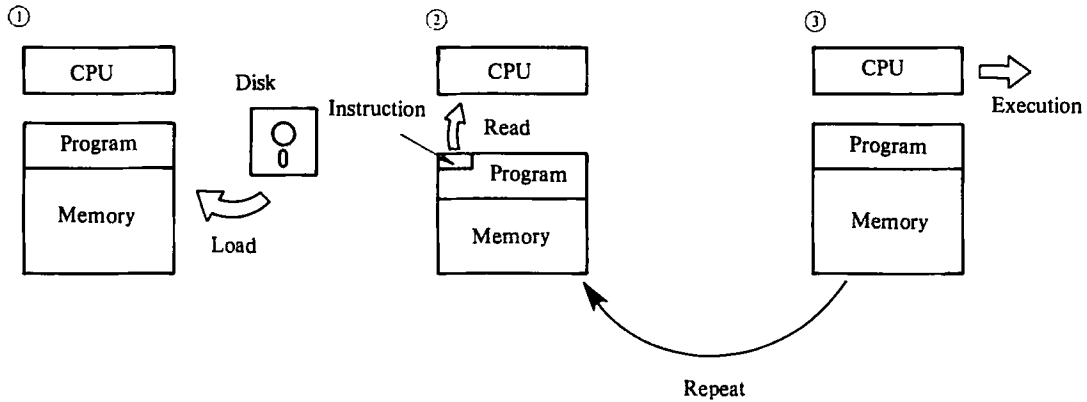 ①
CPU
Program
Memory
Disk
Load
②
CPU
Instruction
Read
Program
Memory
③
CPU
Execution
Program
Memory
Repeat